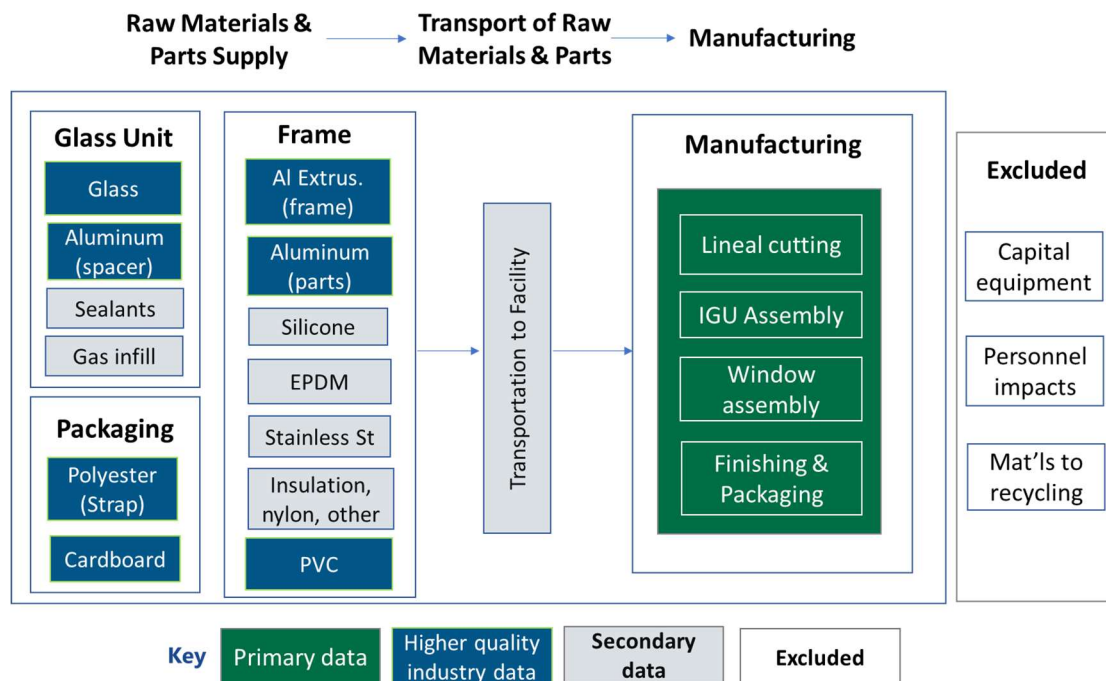 Raw Materials &
Parts Supply
Transport of Raw
Materials & Parts
Manufacturing
Glass Unit
Glass
Aluminum
(spacer)
Sealants
Gas infill
Packaging
Polyester
(Strap)
Cardboard
Frame
Al Extrus.
(frame)
Aluminum
(parts)
Silicone
EPDM
Stainless St
Insulation,
nylon, other
PVC
Transportation to Facility
Manufacturing
Lineal cutting
IGU Assembly
Window
assembly
Finishing &
Packaging
Excluded
Capital
equipment
Personnel
impacts
Mat'ls to
recycling
Key
Primary data
Higher quality
industry data
Secondary
data
Excluded